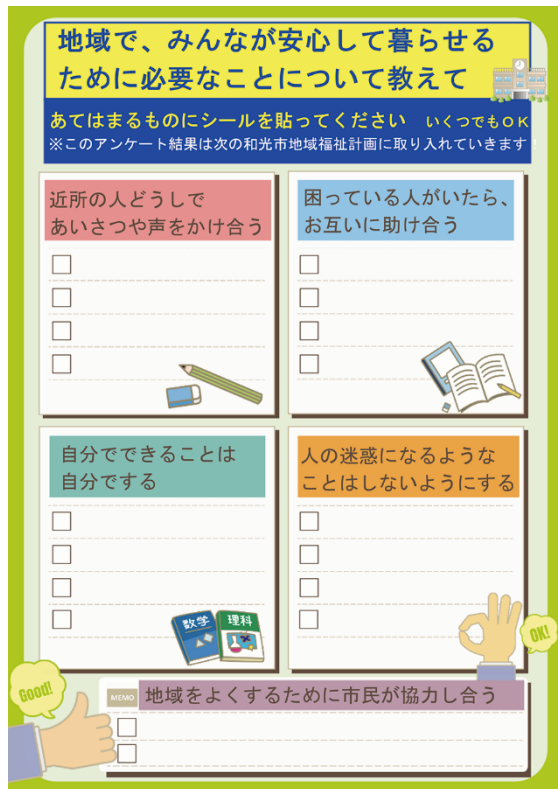 地域で、みんなが安心して暮らせる
ために必要なことについて教えて
あてはまるものにシールを貼ってください　いくつでもＯＫ
※このアンケート結果は次の和光市地域福祉計画に取り入れていきます！
近所の人どうしで
あいさつや声をかけ合う
困っている人がいたら、
お互いに助け合う
自分でできることは
自分でする
数学
理科
人の迷惑になるような
ことはしないようにする
OK!
Good!
MEMO 地域をよくするために市民が協力し合う